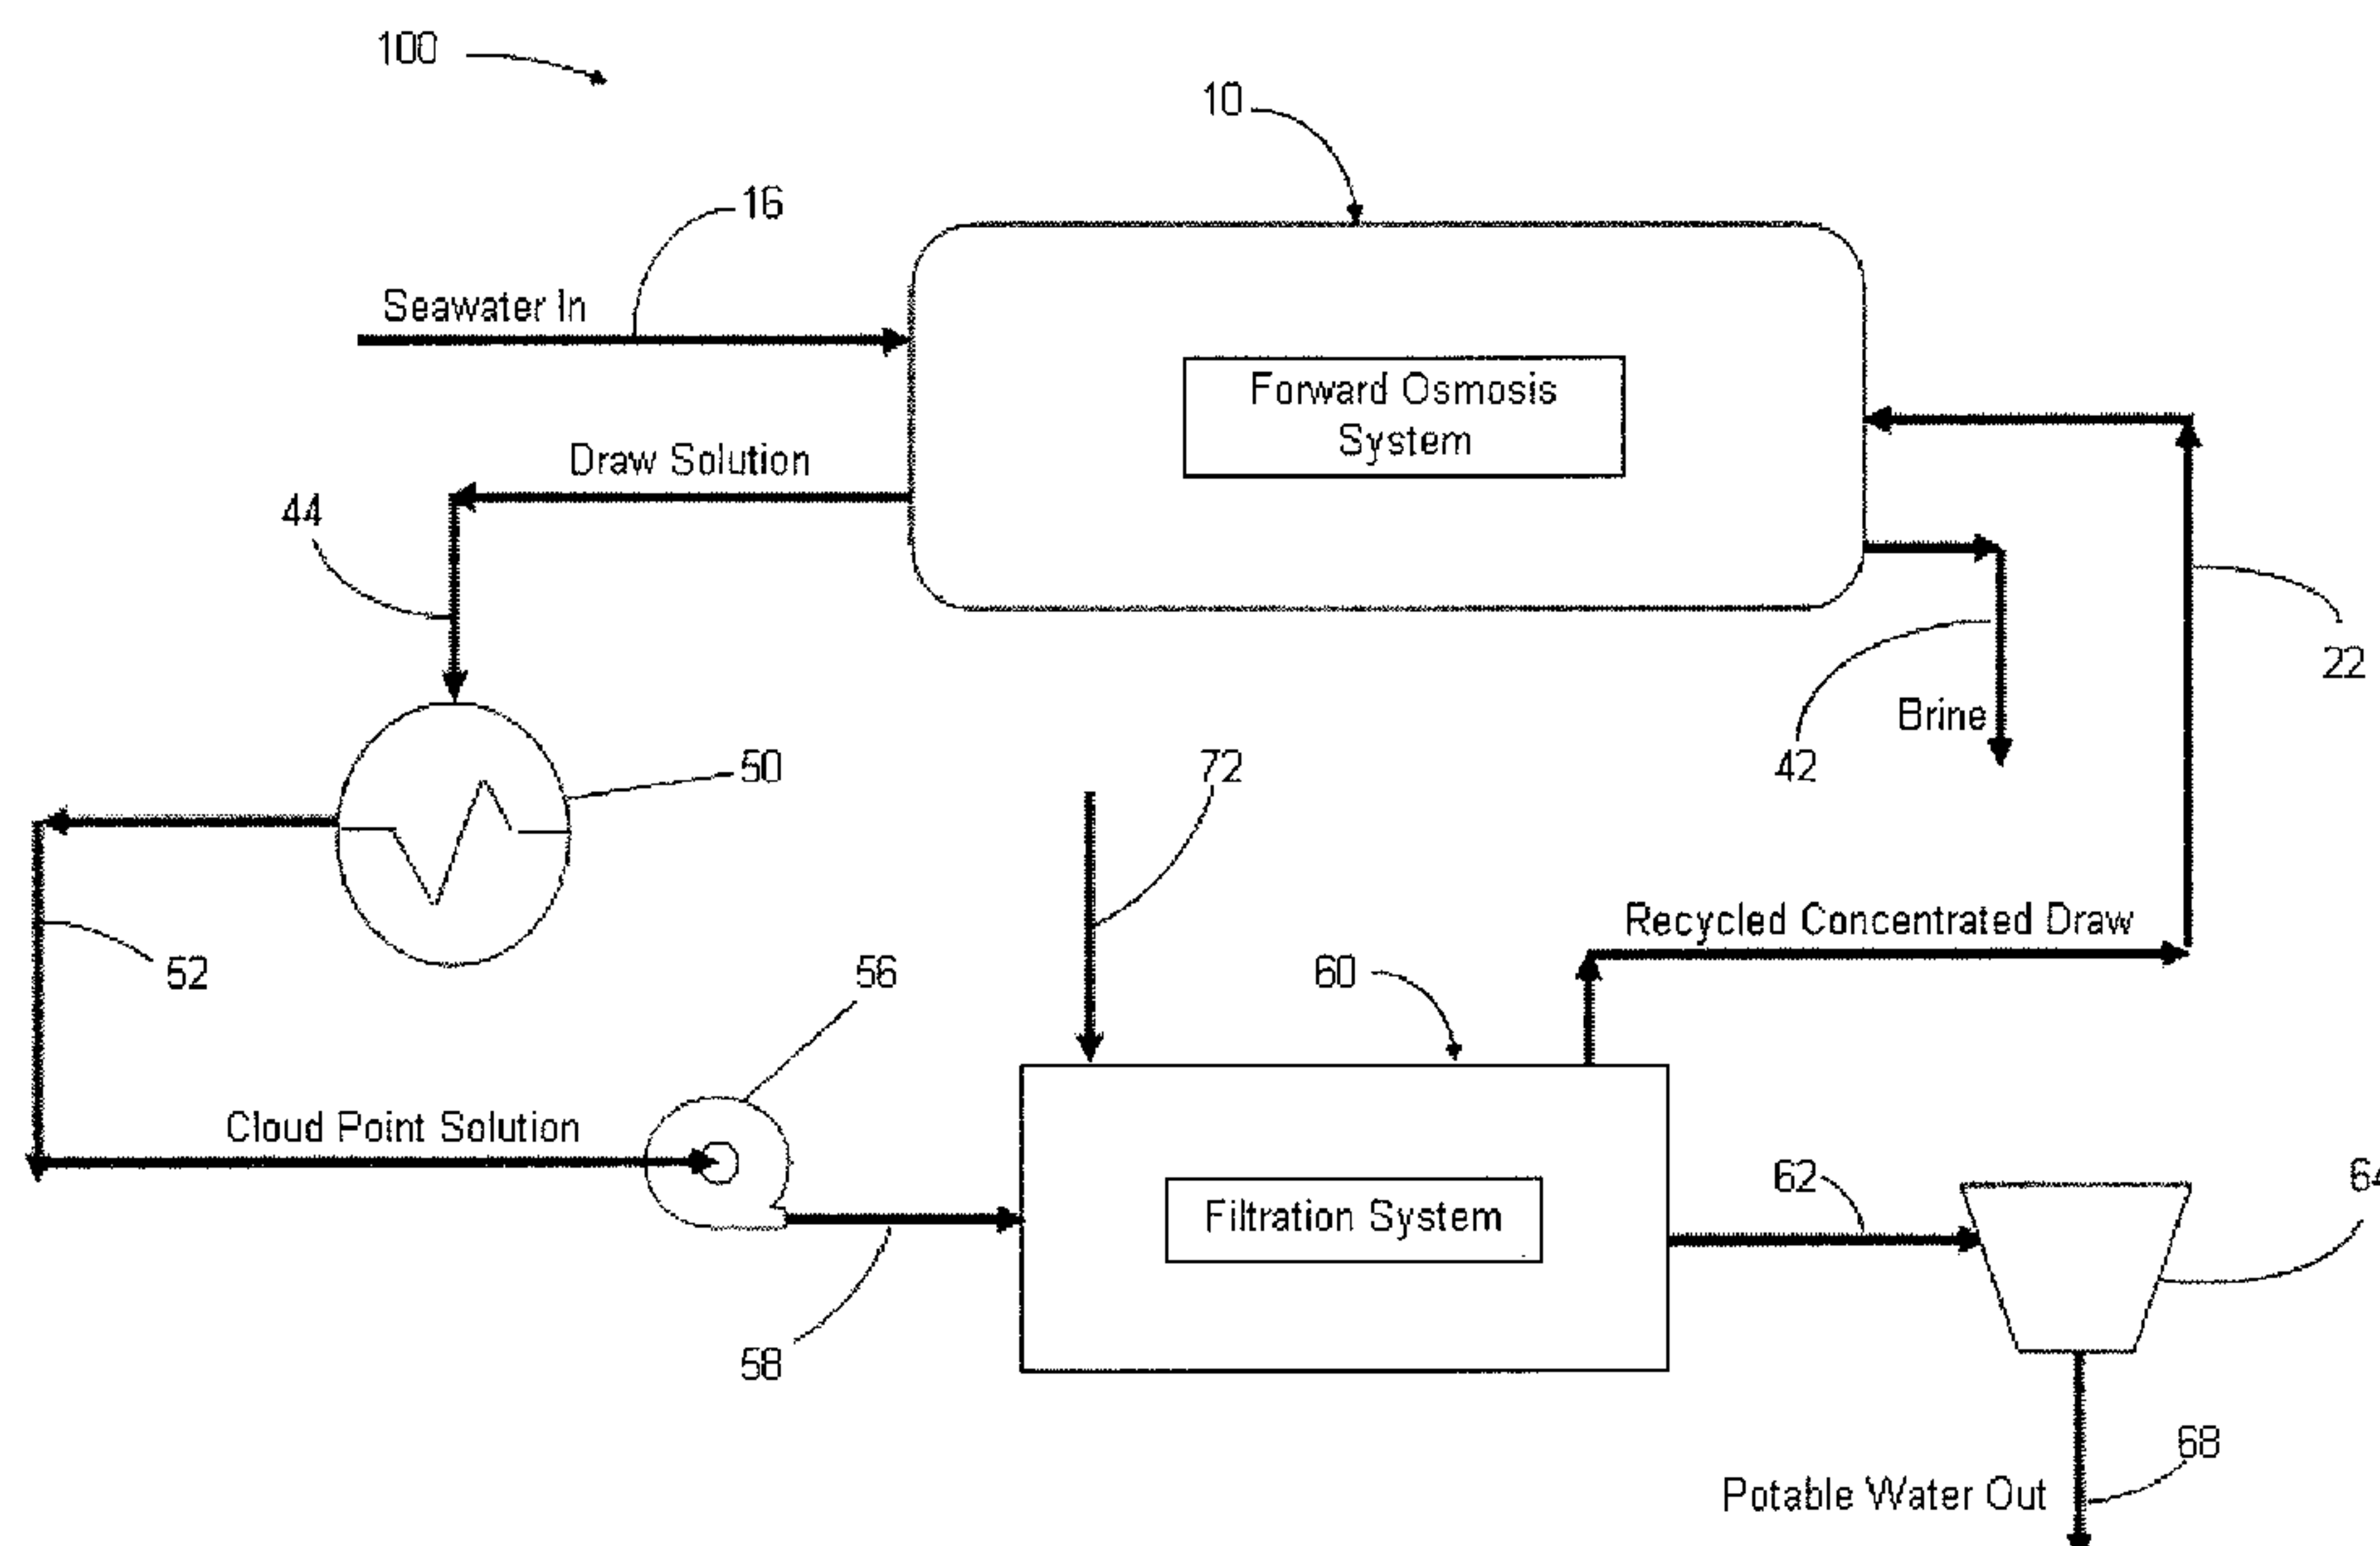 100
10
16
Seawater In
Forward Osmosis
System
Draw Solution
44
22
Brine
42
50
72
52
Recycled Concentrated Draw
56
60
Cloud Point Solution
62
64
Filtration System
58
68
Potable Water Out